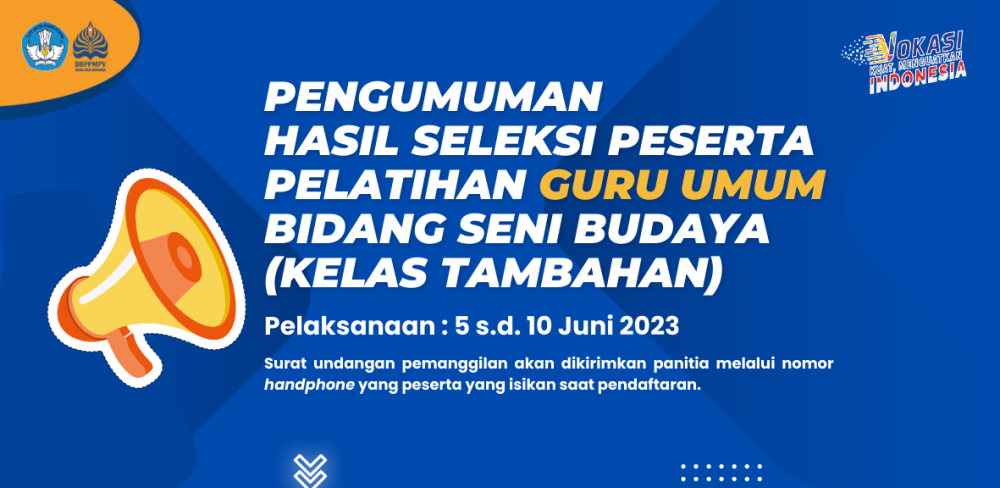 BBPPMPV
VOKASI
KUAT, MENGUATKAN
INDONESIA
PENGUMUMAN
HASIL SELEKSI PESERTA
PELATIHAN GURU UMUM
BIDANG SENI BUDAYA
(KELAS TAMBAHAN)
Pelaksanaan : 5 s.d. 10 Juni 2023
Surat undangan pemanggilan akan dikirimkan panitia melalui nomor
handphone yang peserta yang isikan saat pendaftaran.